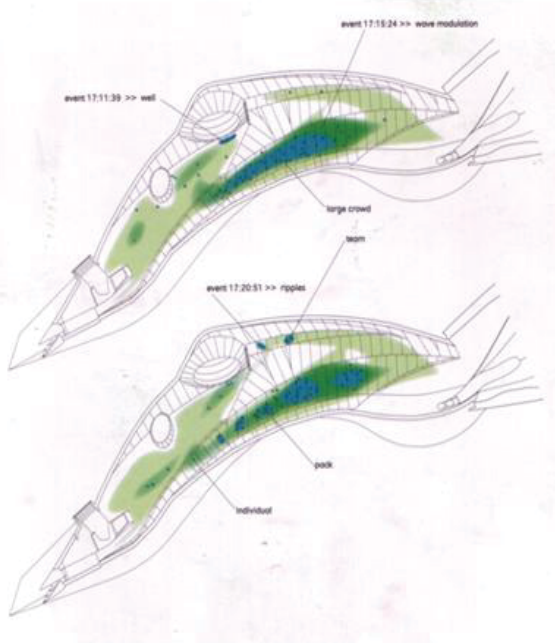 event 17:15:24 >> wave modulation
event 17:11:39 >> well
large crowd
team
event 17:20:51 >> ripples
pack
individual